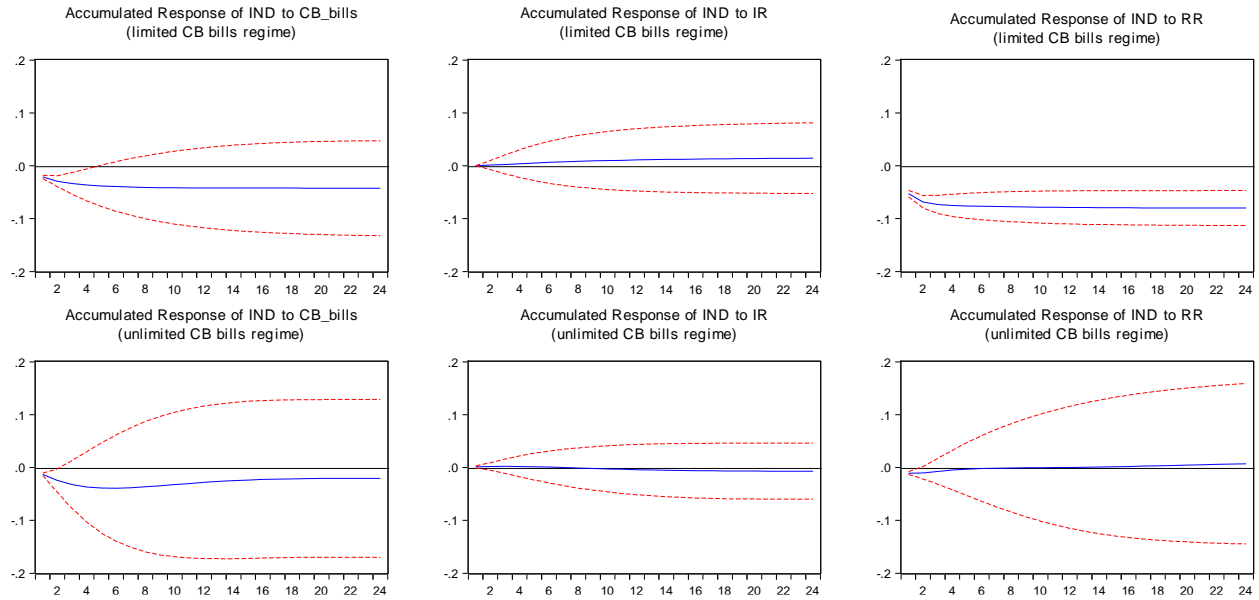 Accumulated Response of IND to CB_bills
(limited CB bills regime)
Accumulated Response of IND to IR
(limited CB bills regime)
Accumulated Response of IND to RR
(limited CB bills regime)
.2
.1
.0
-.1
-.2
2 4 6 8 10 12 14 16 18 20 22 24
.2
.1
.0
-.1
-.2
2 4 6 8 10 12 14 16 18 20 22 24
.2
.1
.0
-.1
-.2
2 4 6 8 10 12 14 16 18 20 22 24
Accumulated Response of IND to CB_bills
(unlimited CB bills regime)
Accumulated Response of IND to IR
(unlimited CB bills regime)
Accumulated Response of IND to RR
(unlimited CB bills regime)
.2
.1
.0
-.1
-.2
2 4 6 8 10 12 14 16 18 20 22 24
.2
.1
.0
-.1
-.2
2 4 6 8 10 12 14 16 18 20 22 24
.2
.1
.0
-.1
-.2
2 4 6 8 10 12 14 16 18 20 22 24